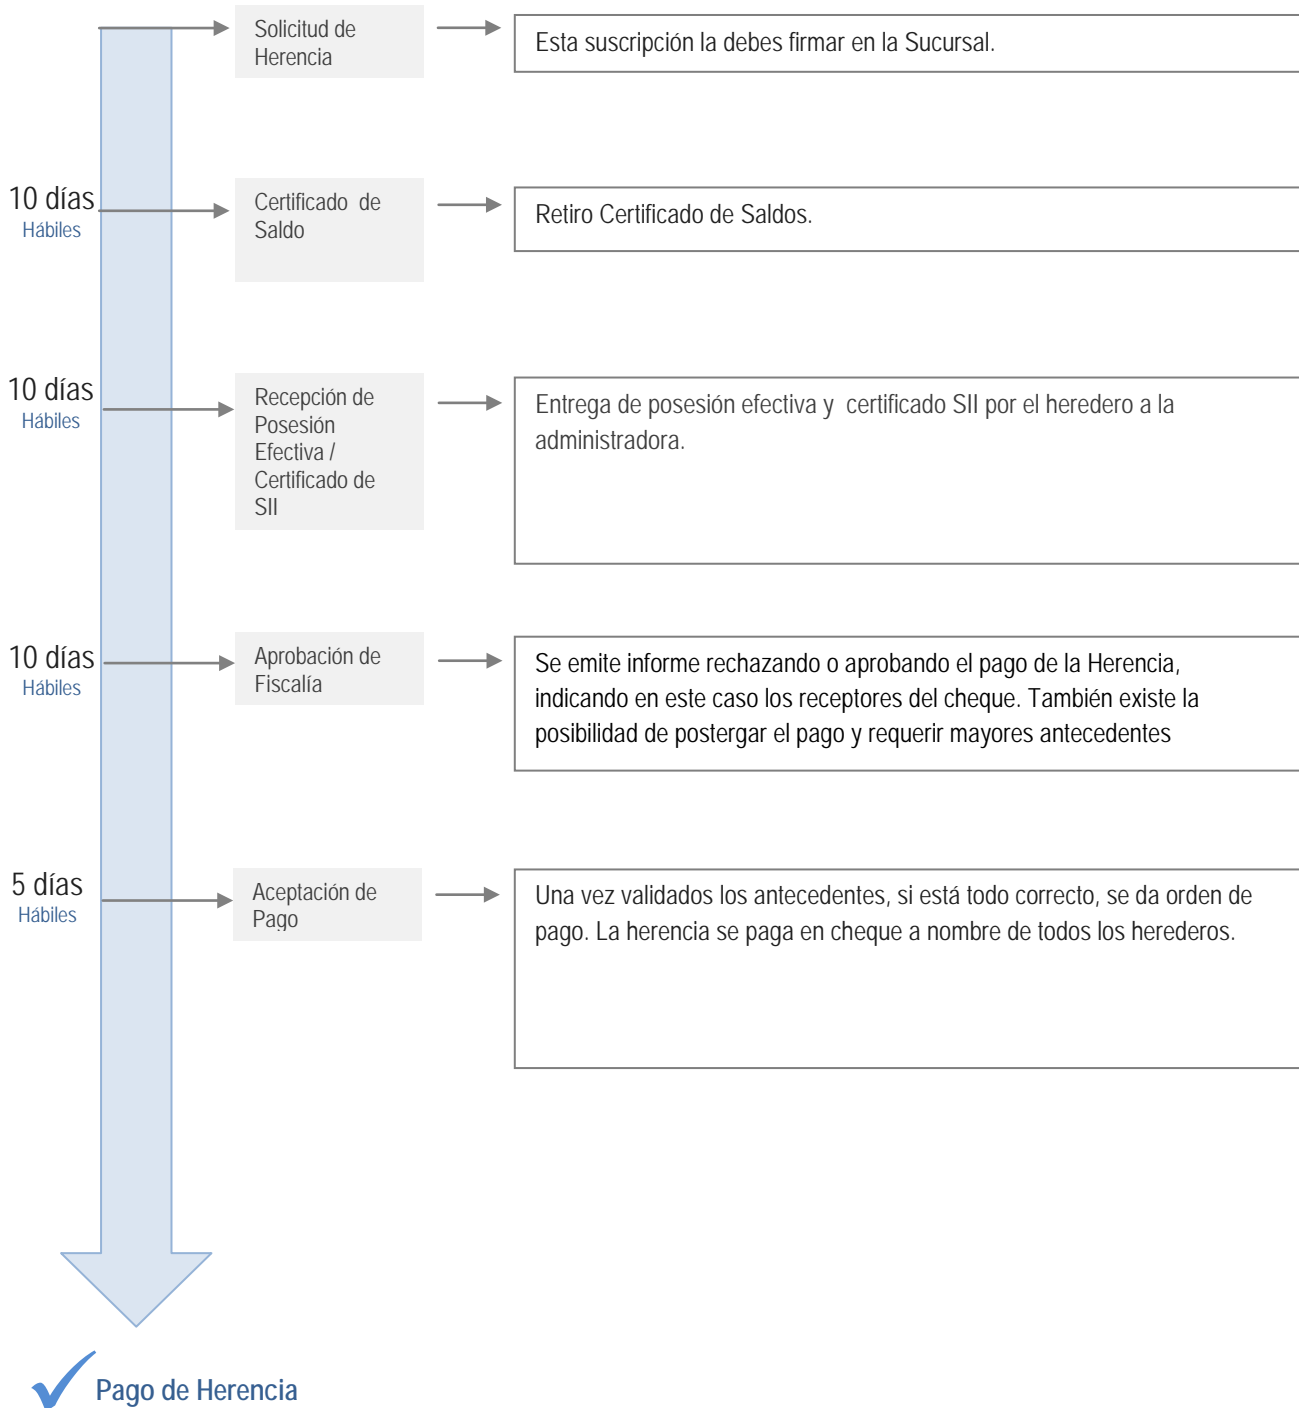 Solicitud de
Herencia
Esta suscripción la debes firmar en la Sucursal.
10 días
Hábiles
Certificado de
Saldo
Retiro Certificado de Saldos.
10 días
Hábiles
Recepción de
Posesión
Efectiva /
Certificado de
SII
Entrega de posesión efectiva y certificado SII por el heredero a la
administradora.
10 días
Hábiles
Aprobación de
Fiscalía
Se emite informe rechazando o aprobando el pago de la Herencia,
indicando en este caso los receptores del cheque. También existe la
posibilidad de postergar el pago y requerir mayores antecedentes
5 días
Hábiles
Aceptación de
Pago
Una vez validados los antecedentes, si está todo correcto, se da orden de
pago. La herencia se paga en cheque a nombre de todos los herederos.
Pago de Herencia